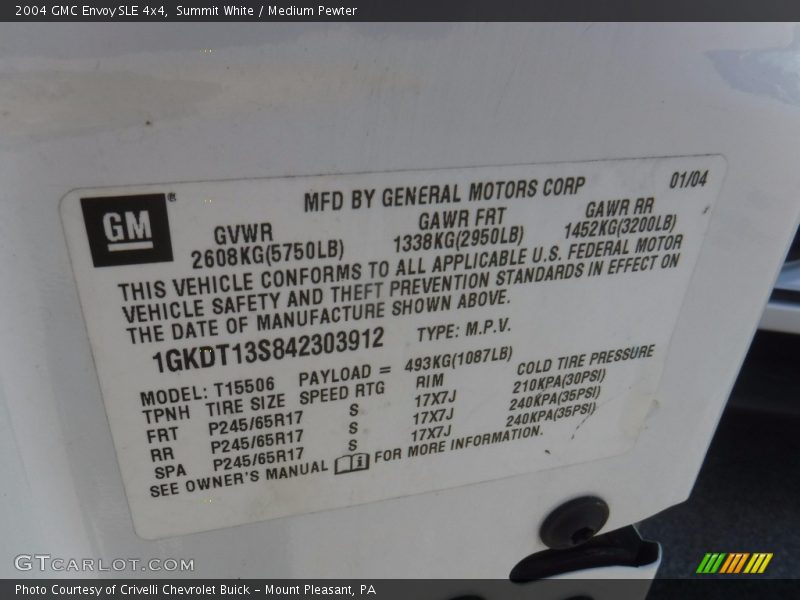 2004 GMC Envoy SLE 4x4, Summit White / Medium Pewter
GM ®
MFD BY GENERAL MOTORS CORP 01/04
GVWR GAWR FRT GAWR RR
2608KG(5750LB) 1338KG(2950LB) 1452KG(3200LB)
THIS VEHICLE CONFORMS TO ALL APPLICABLE U.S. FEDERAL MOTOR
VEHICLE SAFETY AND THEFT PREVENTION STANDARDS IN EFFECT ON
THE DATE OF MANUFACTURE SHOWN ABOVE.
1GKDT13S842303912 TYPE: M.P.V.
MODEL: T15506 PAYLOAD = 493KG(1087LB)
TPNH TIRE SIZE SPEED RTG RIM COLD TIRE PRESSURE
FRT P245/65R17 S 17X7J 210KPA(30PSI)
RR P245/65R17 S 17X7J 240KPA(35PSI)
SPA P245/65R17 S 17X7J 240KPA(35PSI)
SEE OWNER'S MANUAL FOR MORE INFORMATION.
GTCARLOT.COM
Photo Courtesy of Crivelli Chevrolet Buick – Mount Pleasant, PA